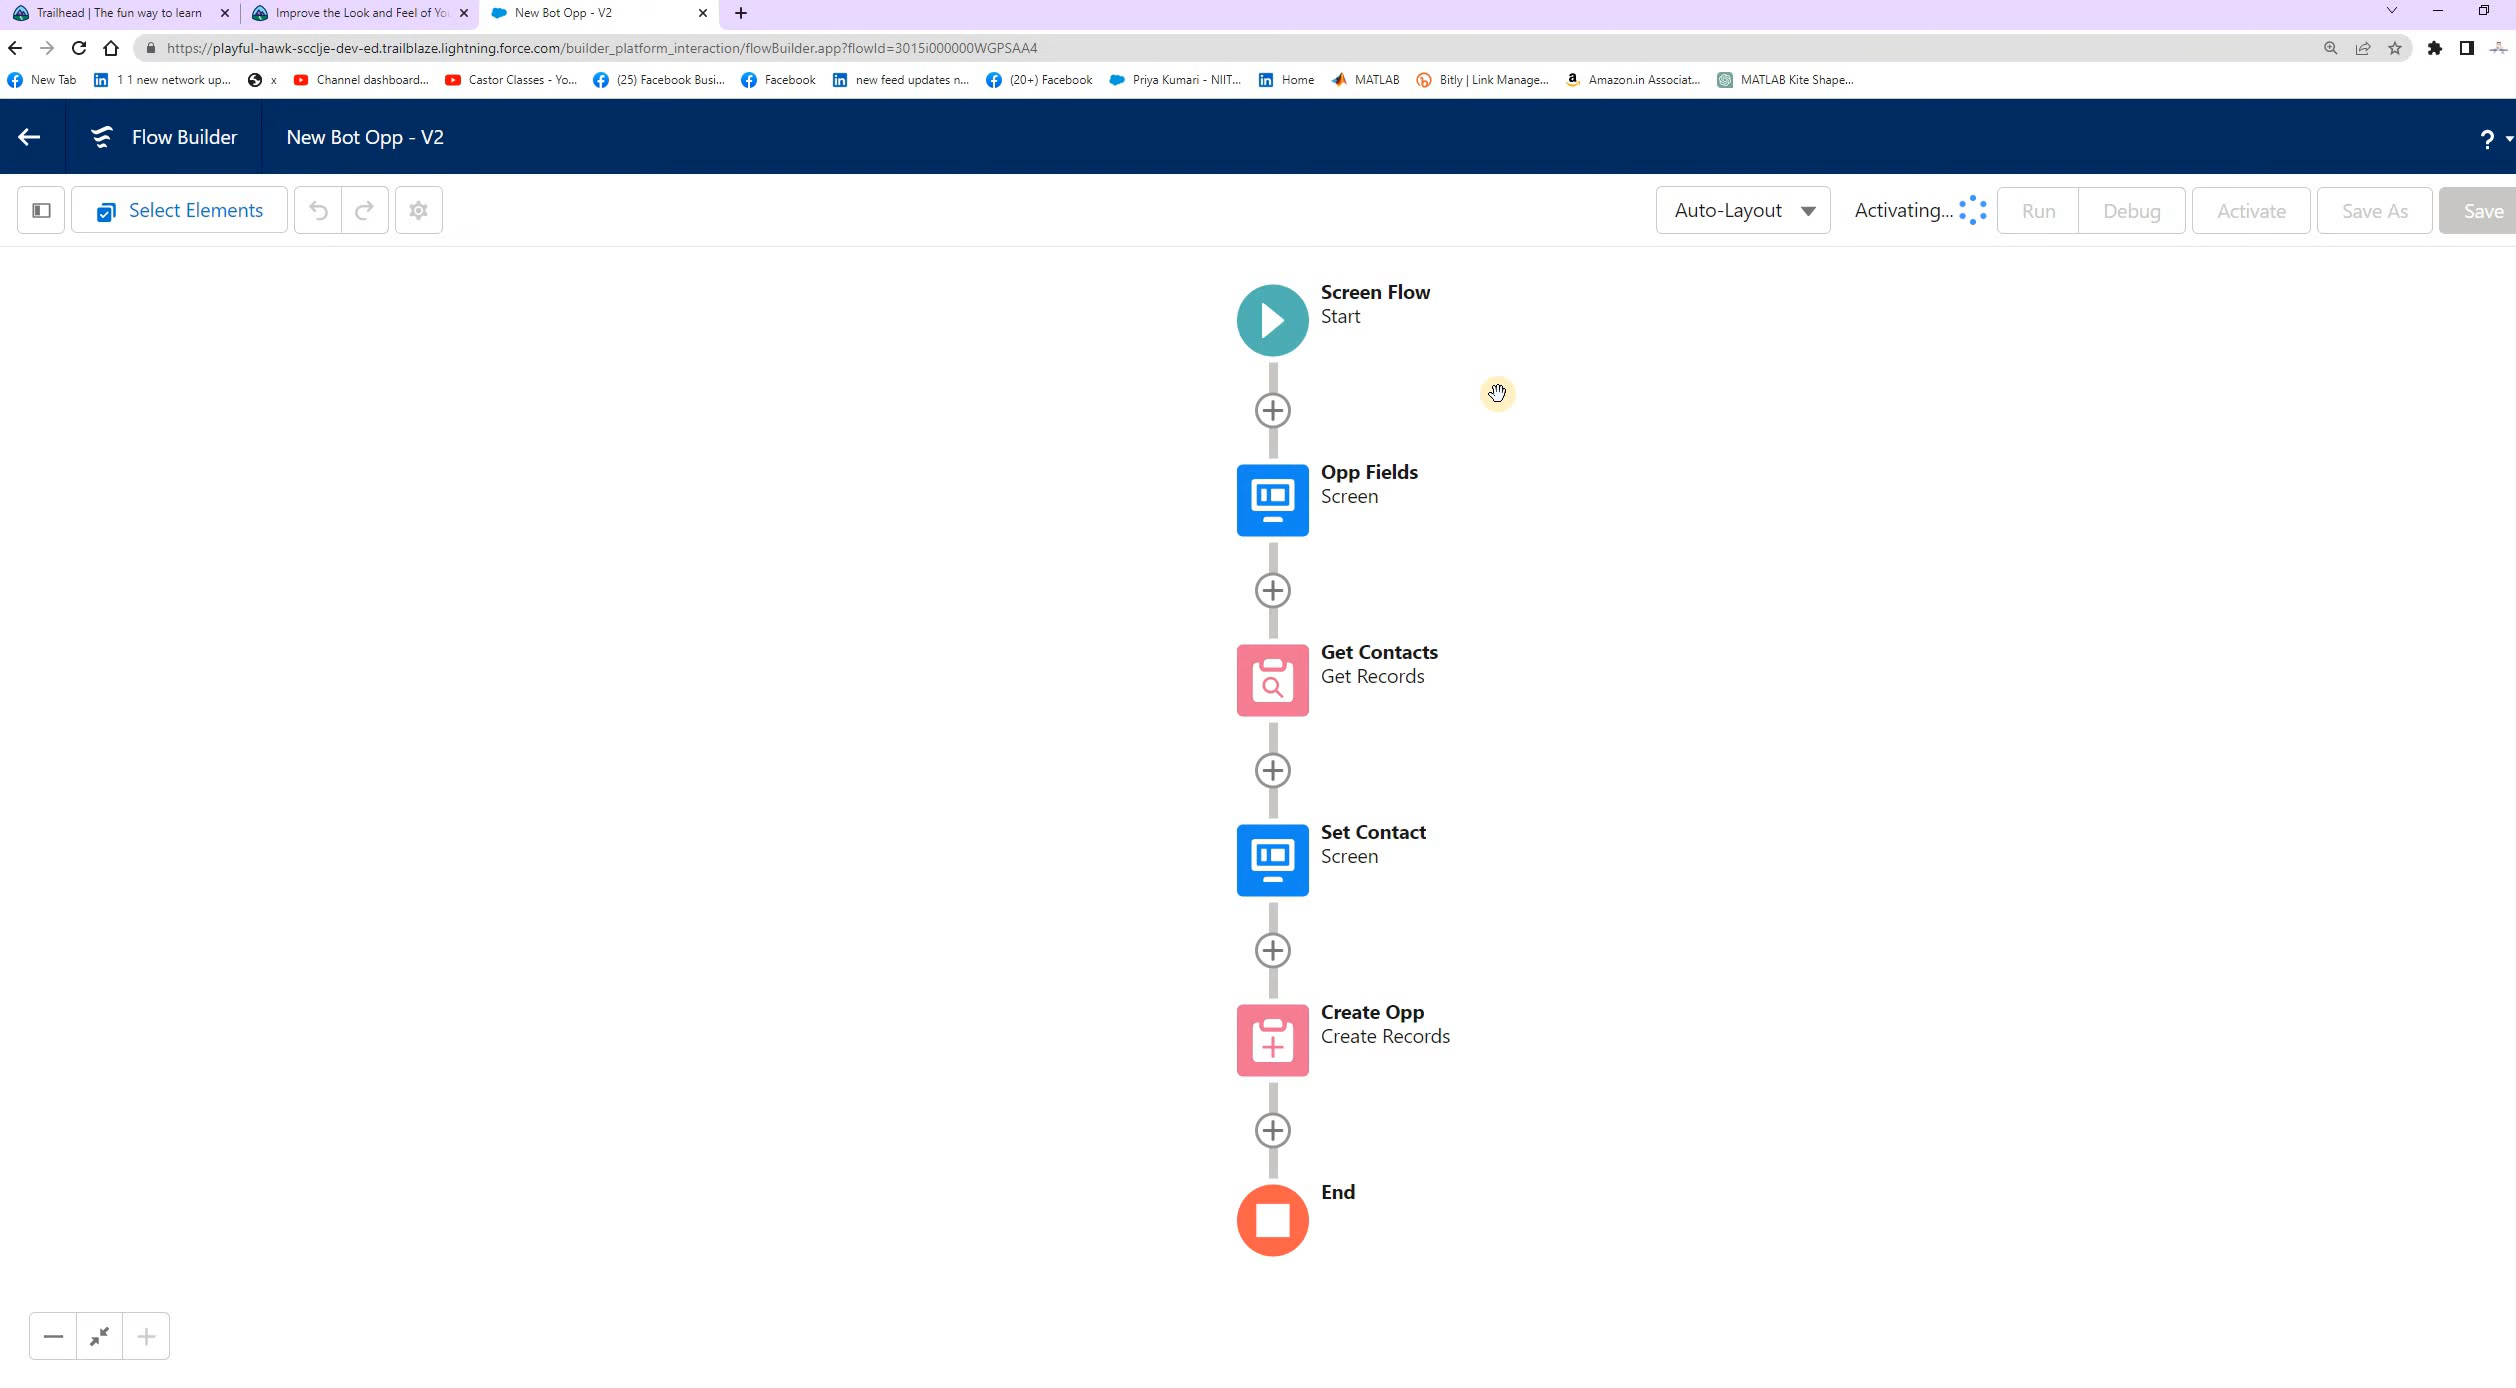 Trailhead | The fun way to learn
Improve the Look and Feel of Yo
New Bot Opp - V2
https://playful-hawk-scclje-dev-ed.trailblaze.lightning.force.com/builder_platform_interaction/flowBuilder.app?flowId=3015i000000WGPSAA4
New Tab
1 1 new network up...
x
Channel dashboard...
Castor Classes - Yo...
(25) Facebook Busi...
Facebook
new feed updates n...
(20+) Facebook
Priya Kumari - NIIT...
Home
MATLAB
Bitly | Link Manage...
Amazon.in Associat...
MATLAB Kite Shape...
Flow Builder
New Bot Opp - V2
?
Select Elements
Auto-Layout
Activating...
Run
Debug
Activate
Save As
Save
Screen Flow
Start
Opp Fields
Screen
Get Contacts
Get Records
Set Contact
Screen
Create Opp
Create Records
End